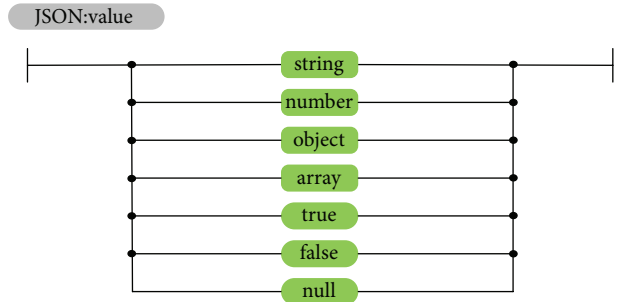 JSON:value
string
number
object
array
true
false
null